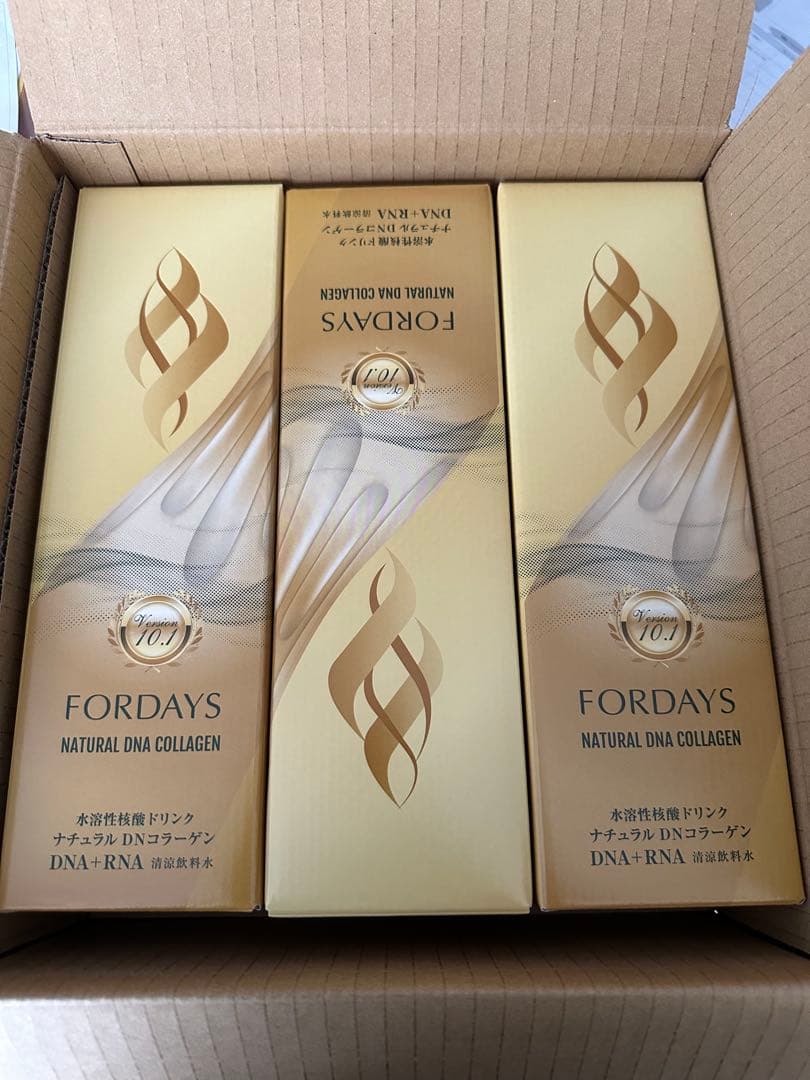 Version
10.1
FORDAYS
NATURAL DNA COLLAGEN
水溶性核酸ドリンク
ナチュラル DNコラーゲン
DNA+RNA 清涼飲料水
水溶性核酸ドリンク
ナチュラル DNコラーゲン
DNA+RNA 清涼飲料水
NATURAL DNA COLLAGEN
FORDAYS
Version
10.1
Version
10.1
FORDAYS
NATURAL DNA COLLAGEN
水溶性核酸ドリンク
ナチュラル DNコラーゲン
DNA+RNA 清涼飲料水